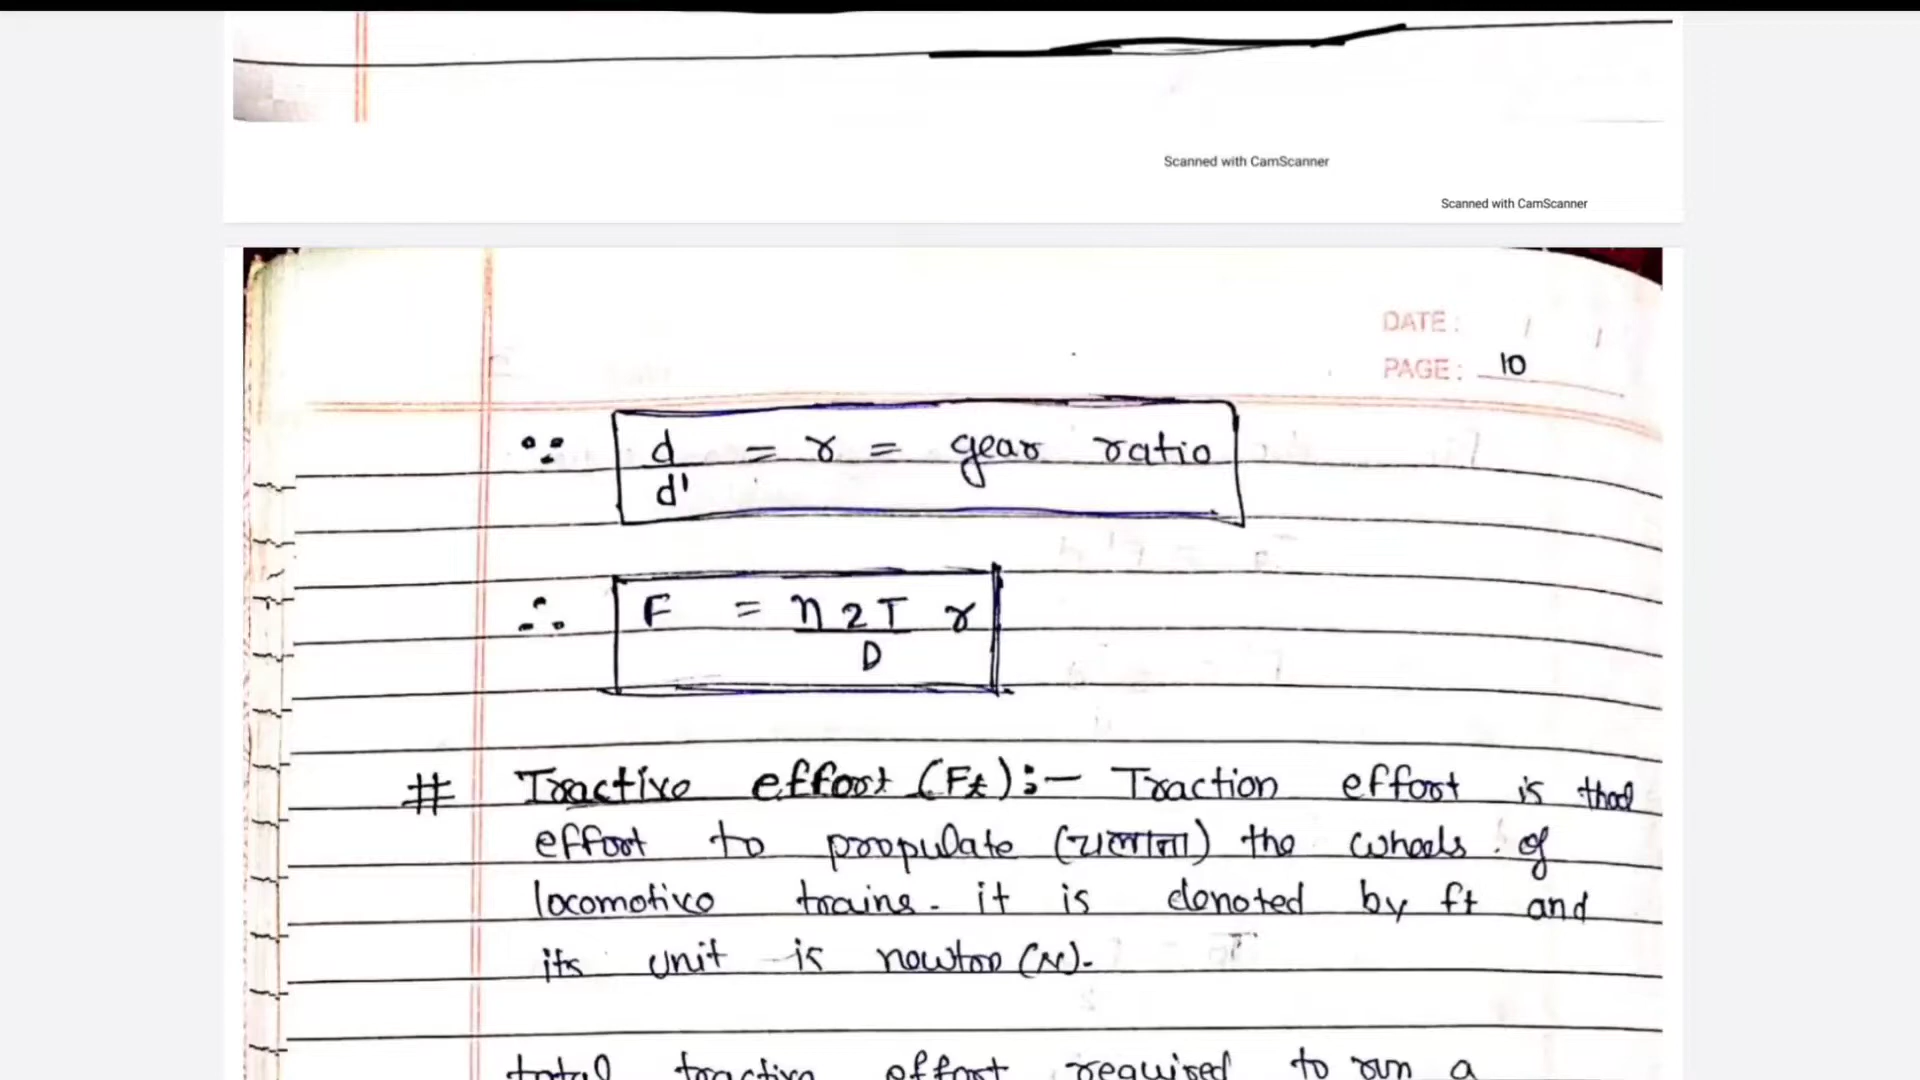 Scanned with CamScanner
Scanned with CamScanner
DATE: / /
PAGE: 10
∵ d/d' = r = gear ratio
∴ F = η 2T/D r
# Tractive effort (Ft) :- Traction effort is that
effort to propulate (चलाना) the wheels of
locomotive trains. it is denoted by ft and
its unit is newton (N).
total tractive effort required to run a